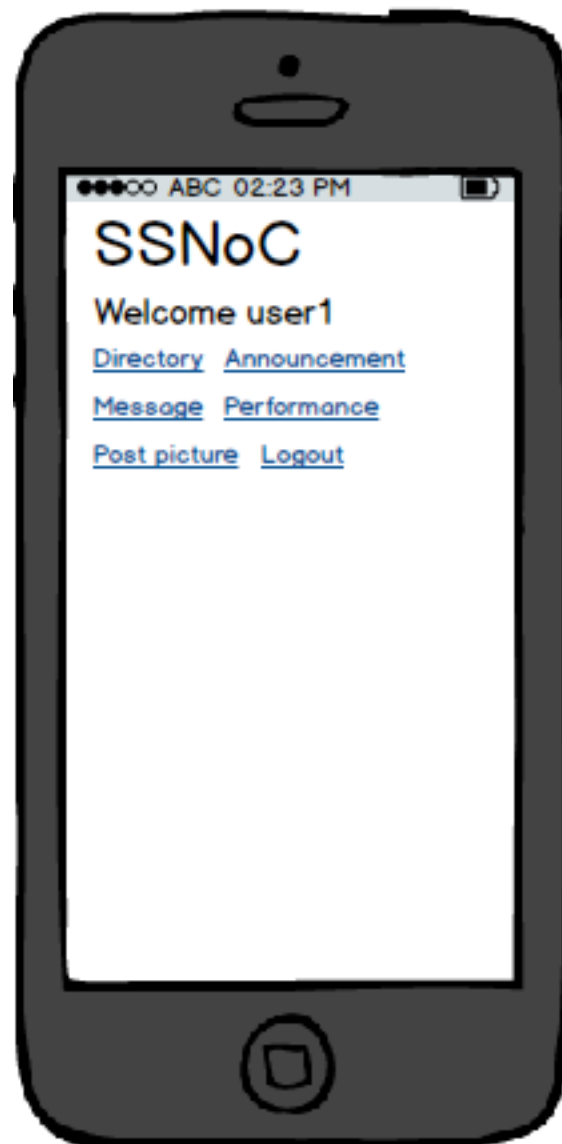 ABC 02:23 PM
SSNoC
Welcome user1
Directory Announcement
Message Performance
Post picture Logout